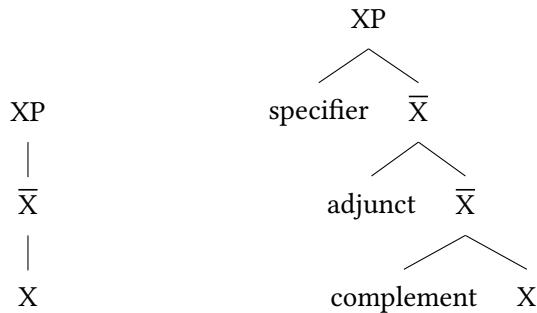 XP
specifier X̅
XP
adjunct X̅
X̅
complement X
X